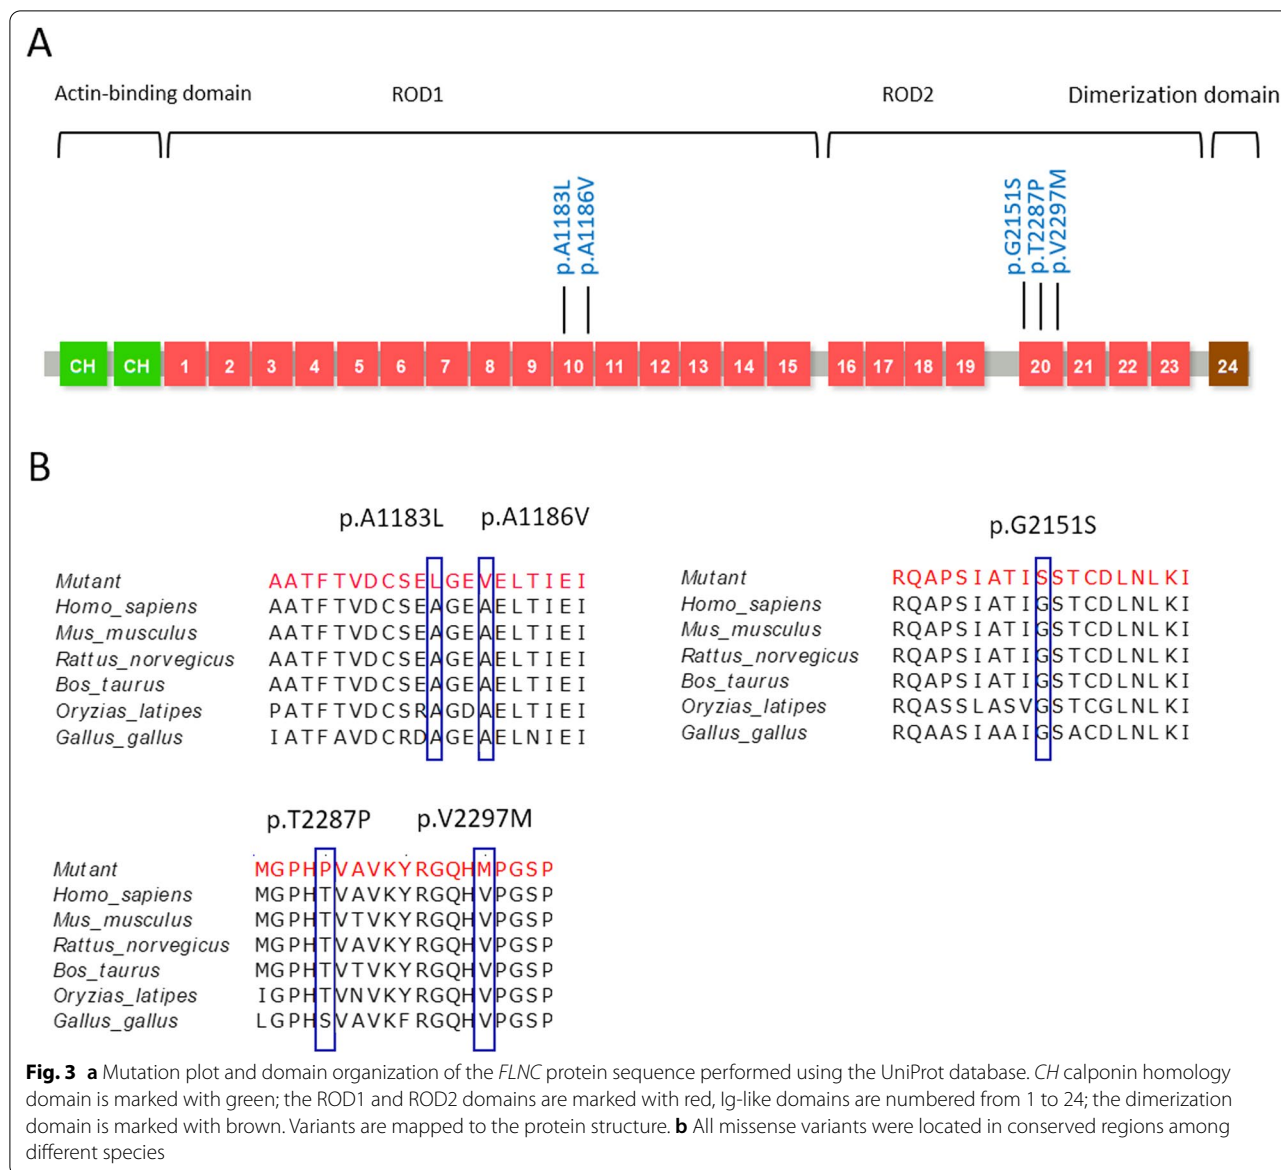 A
Actin-binding domain ROD1 ROD2 Dimerization domain
p.A1183L p.A1186V p.G2151S p.T2287P p.V2297M
CH CH 1 2 3 4 5 6 7 8 9 10 11 12 13 14 15 16 17 18 19 20 21 22 23 24
B
p.A1183L p.A1186V
Mutant AATFTVDCSELGEVELTIEI
Homo_sapiens AATFTVDCSEAGEAELTIEI
Mus_musculus AATFTVDCSEAGEAELTIEI
Rattus_norvegicus AATFTVDCSEAGEAELTIEI
Bos_taurus AATFTVDCSEAGEAELTIEI
Oryzias_latipes PATFTVDCSRAGDAELTIEI
Gallus_gallus IATFAVDCRDAGEAELNIEI
p.G2151S
Mutant RQAPSIATISSTCDLNLKI
Homo_sapiens RQAPSIATIGSTCDLNLKI
Mus_musculus RQAPSIATIGSTCDLNLKI
Rattus_norvegicus RQAPSIATIGSTCDLNLKI
Bos_taurus RQAPSIATIGSTCDLNLKI
Oryzias_latipes RQASSLASVGSTCGLNLKI
Gallus_gallus RQAASIAAIGSACDLNLKI
p.T2287P p.V2297M
Mutant MGPHPVAVKYRGQHMPGSP
Homo_sapiens MGPHTVAVKYRGQHVPGSP
Mus_musculus MGPHTVTVKYRGQHVPGSP
Rattus_norvegicus MGPHTVAVKYRGQHVPGSP
Bos_taurus MGPHTVTVKYRGQHVPGSP
Oryzias_latipes IGPHTVNVKYRGQHVPGSP
Gallus_gallus LGPHSVAVKFRGQHVPGSP
Fig. 3 a Mutation plot and domain organization of the FLNC protein sequence performed using the UniProt database. CH calponin homology
domain is marked with green; the ROD1 and ROD2 domains are marked with red, Ig-like domains are numbered from 1 to 24; the dimerization
domain is marked with brown. Variants are mapped to the protein structure. b All missense variants were located in conserved regions among
different species